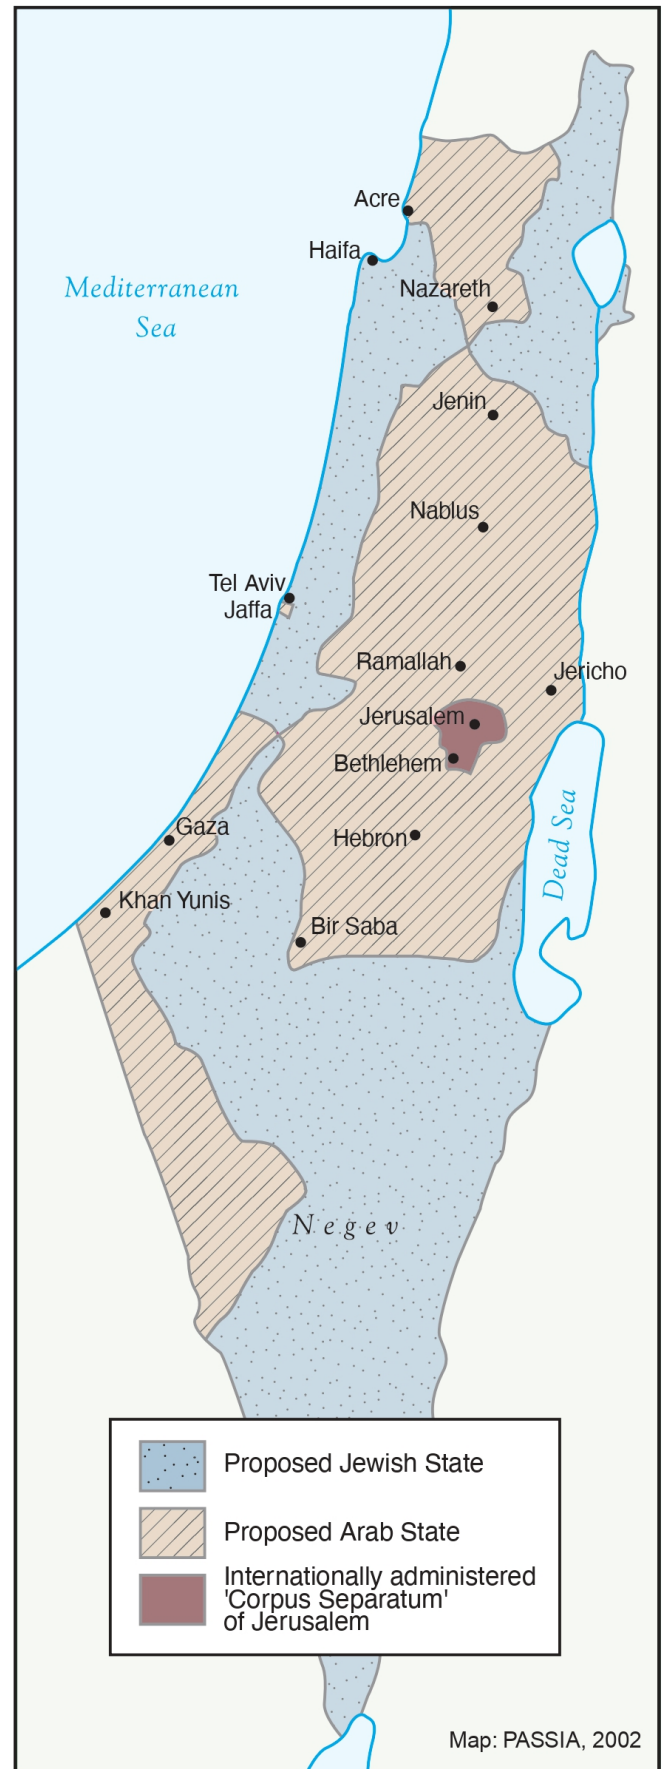 Acre
Haifa
Mediterranean
Sea
Nazareth
Jenin
Nablus
Tel Aviv
Jaffa
Ramallah
Jericho
Jerusalem
Bethlehem
Dead Sea
Gaza
Hebron
Khan Yunis
Bir Saba
Negev
Proposed Jewish State
Proposed Arab State
Internationally administered
'Corpus Separatum'
of Jerusalem
Map: PASSIA, 2002